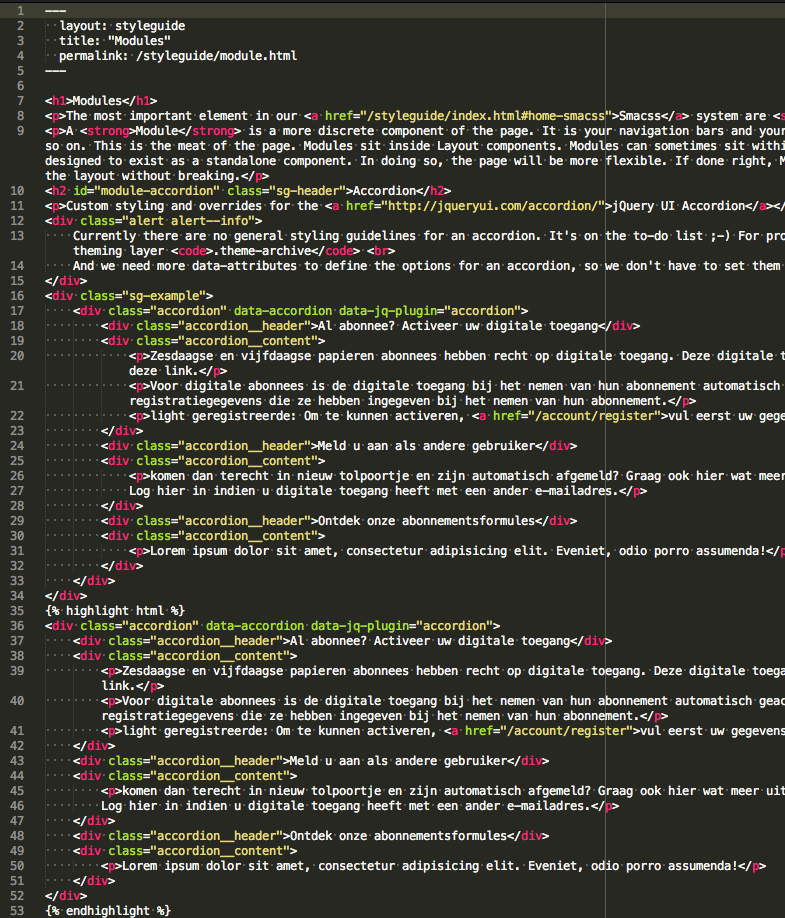 1 ---
2 layout: styleguide
3 title: "Modules"
4 permalink: /styleguide/module.html
5 ---
6
7 <h1>Modules</h1>
8 <p>The most important element in our <a href="/styleguide/index.html#home-smacss">Smacss</a> system are <s
9 <p>A <strong>Module</strong> is a more discrete component of the page. It is your navigation bars and your
so on. This is the meat of the page. Modules sit inside Layout components. Modules can sometimes sit withi
designed to exist as a standalone component. In doing so, the page will be more flexible. If done right, M
the layout without breaking.</p>
10 <h2 id="module-accordion" class="sg-header">Accordion</h2>
11 <p>Custom styling and overrides for the <a href="http://jqueryui.com/accordion/">jQuery UI Accordion</a></
12 <div class="alert alert--info">
13 Currently there are no general styling guidelines for an accordion. It's on the to-do list ;-) For pro
theming layer <code>.theme-archive</code> <br>
14 And we need more data-attributes to define the options for an accordion, so we don't have to set them
15 </div>
16 <div class="sg-example">
17 <div class="accordion" data-accordion data-jq-plugin="accordion">
18 <div class="accordion__header">Al abonnee? Activeer uw digitale toegang</div>
19 <div class="accordion__content">
20 <p>Zesdaagse en vijfdaagse papieren abonnees hebben recht op digitale toegang. Deze digitale t
deze link.</p>
21 <p>Voor digitale abonnees is de digitale toegang bij het nemen van hun abonnement automatisch
registratiegegevens die ze hebben ingegeven bij het nemen van hun abonnement.</p>
22 <p>light geregistreerde: Om te kunnen activeren, <a href="/account/register">vul eerst uw gege
23 </div>
24 <div class="accordion__header">Meld u aan als andere gebruiker</div>
25 <div class="accordion__content">
26 <p>komen dan terecht in nieuw tolpoortje en zijn automatisch afgemeld? Graag ook hier wat meer
27 Log hier in indien u digitale toegang heeft met een ander e-mailadres.</p>
28 </div>
29 <div class="accordion__header">Ontdek onze abonnementsformules</div>
30 <div class="accordion__content">
31 <p>Lorem ipsum dolor sit amet, consectetur adipisicing elit. Eveniet, odio porro assumenda!</p
32 </div>
33 </div>
34 </div>
35 {% highlight html %}
36 <div class="accordion" data-accordion data-jq-plugin="accordion">
37 <div class="accordion__header">Al abonnee? Activeer uw digitale toegang</div>
38 <div class="accordion__content">
39 <p>Zesdaagse en vijfdaagse papieren abonnees hebben recht op digitale toegang. Deze digitale toega
link.</p>
40 <p>Voor digitale abonnees is de digitale toegang bij het nemen van hun abonnement automatisch geac
registratiegegevens die ze hebben ingegeven bij het nemen van hun abonnement.</p>
41 <p>light geregistreerde: Om te kunnen activeren, <a href="/account/register">vul eerst uw gegevens
42 </div>
43 <div class="accordion__header">Meld u aan als andere gebruiker</div>
44 <div class="accordion__content">
45 <p>komen dan terecht in nieuw tolpoortje en zijn automatisch afgemeld? Graag ook hier wat meer uit
46 Log hier in indien u digitale toegang heeft met een ander e-mailadres.</p>
47 </div>
48 <div class="accordion__header">Ontdek onze abonnementsformules</div>
49 <div class="accordion__content">
50 <p>Lorem ipsum dolor sit amet, consectetur adipisicing elit. Eveniet, odio porro assumenda!</p>
51 </div>
52 </div>
53 {% endhighlight %}